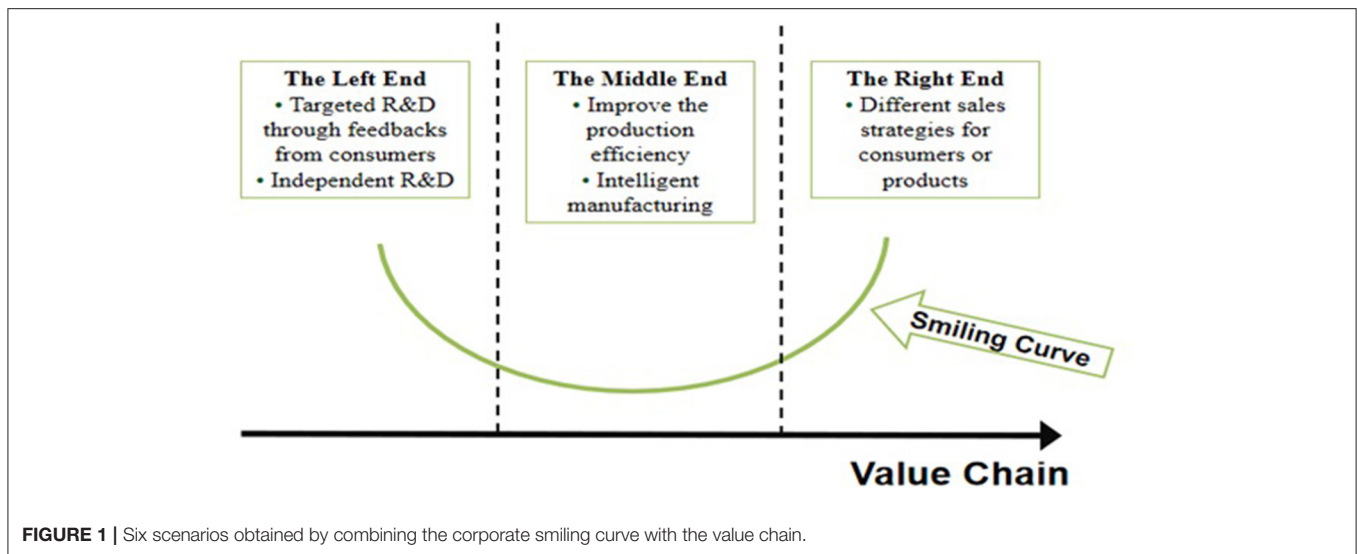 The Left End
• Targeted R&D
through feedbacks
from consumers
• Independent R&D
The Middle End
• Improve the
production
efficiency
• Intelligent
manufacturing
The Right End
• Different sales
strategies for
consumers or
products
Smiling Curve
Value Chain
FIGURE 1 | Six scenarios obtained by combining the corporate smiling curve with the value chain.